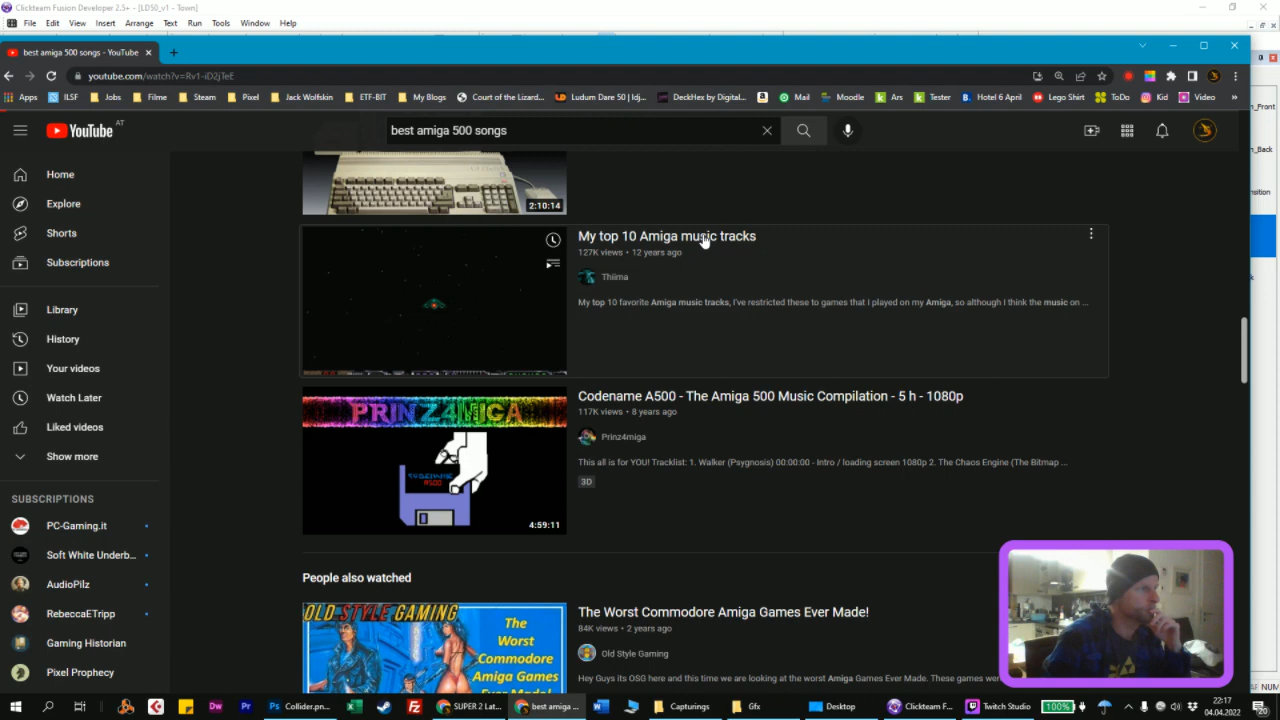 Clickteam Fusion Developer 2.5+ - [LD50_v1 - Town]
File Edit View Insert Arrange Text Run Tools Window Help
best amiga 500 songs - YouTube
youtube.com/watch?v=Rv1-iD2jTeE
Apps ILSF Jobs Filme Steam Pixel Jack Wolfskin ETF-BIT My Blogs Court of the Lizard... Ludum Dare 50 | ldj... DeckHex by Digital... Mail Moodle Ars Tester Hotel 6 April Lego Shirt ToDo Kid Video
_Front
_Back
YouTube AT
best amiga 500 songs
Home
Explore
Shorts
Subscriptions
Library
History
Your videos
Watch Later
Liked videos
Show more
SUBSCRIPTIONS
PC-Gaming.it
Soft White Underb...
AudioPilz
RebeccaETripp
Gaming Historian
Pixel Prophecy
2:10:14
My top 10 Amiga music tracks
127K views • 12 years ago
Thiima
My top 10 favorite Amiga music tracks, I've restricted these to games that I played on my Amiga, so although I think the music on ...
PRINZ4MIGA
CODENAME
A500
4:59:11
Codename A500 - The Amiga 500 Music Compilation - 5 h - 1080p
117K views • 8 years ago
Prinz4miga
This all is for YOU! Tracklist: 1. Walker (Psygnosis) 00:00:00 - Intro / loading screen 1080p 2. The Chaos Engine (The Bitmap ...
3D
People also watched
OLD STYLE GAMING
The
Worst
Commodore
Amiga Games
Ever Made!
The Worst Commodore Amiga Games Ever Made!
84K views • 2 years ago
Old Style Gaming
Hey Guys its OSG here and this time we are looking at the worst Amiga Games Ever Made. These games
NUM
Collider.pn... SUPER 2 Lat... best amiga ... Capturings Gfx Desktop Clickteam F... Twitch Studio 100%
22:17
04.04.2022
20